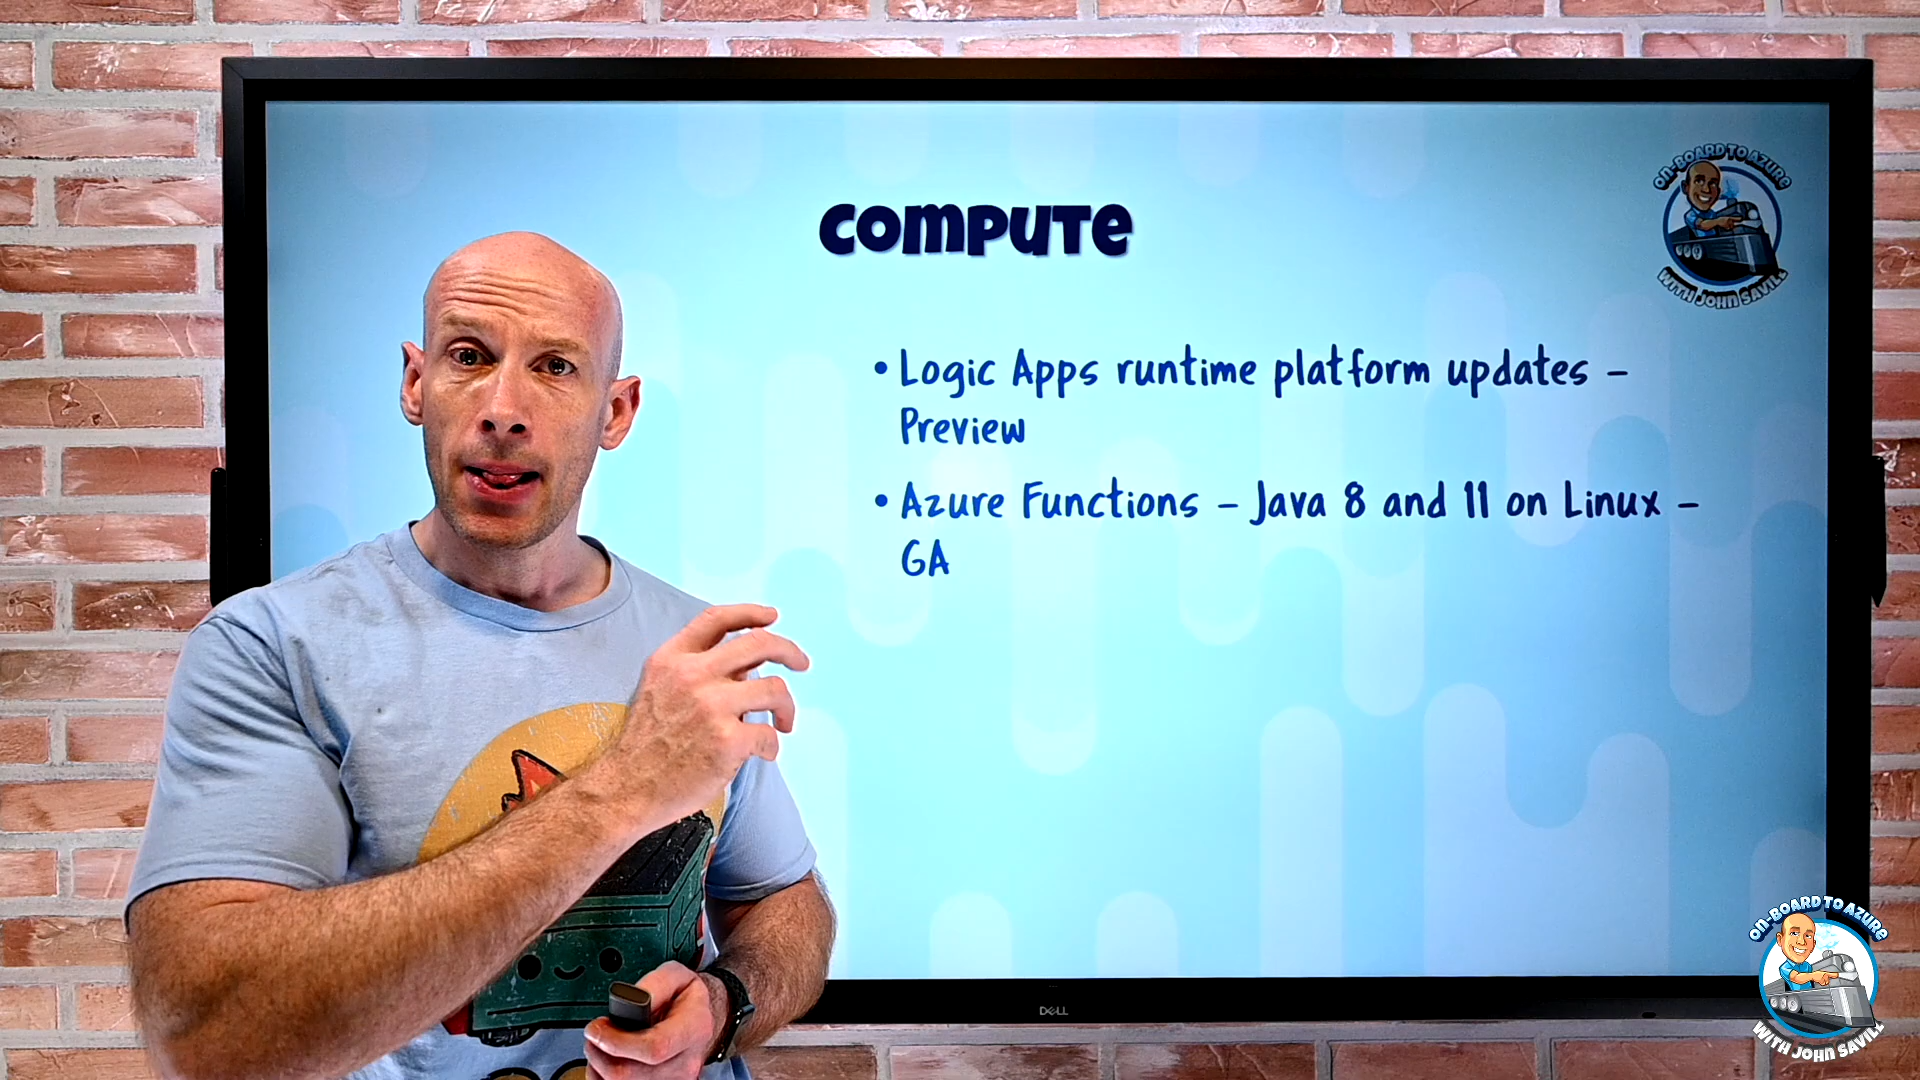 ON-BOARD TO AZURE
WITH JOHN SAVILL
COMPUTE
• Logic Apps runtime platform updates –
Preview
• Azure Functions – Java 8 and 11 on Linux –
GA
DELL
ON-BOARD TO AZURE
WITH JOHN SAVILL